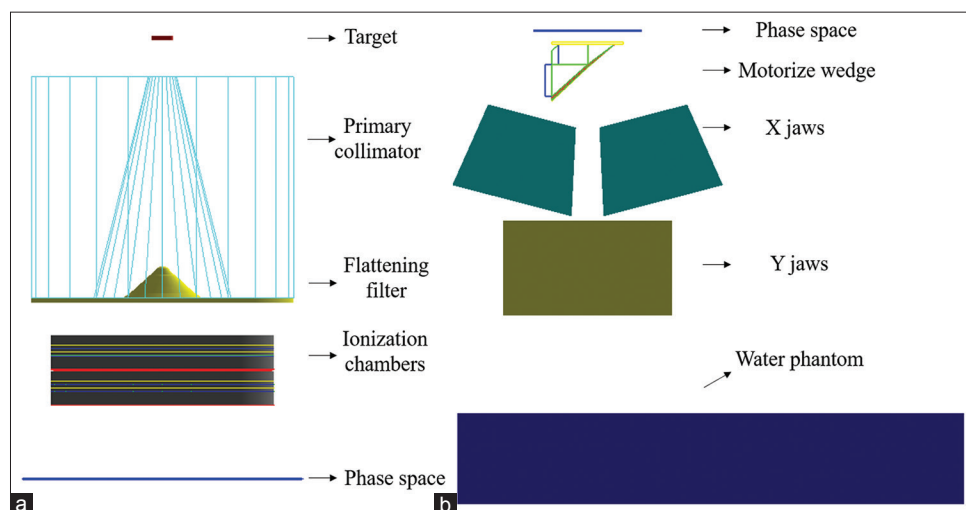 Target
Primary
collimator
Flattening
filter
Ionization
chambers
Phase space
a
Phase space
Motorize wedge
X jaws
Y jaws
Water phantom
b